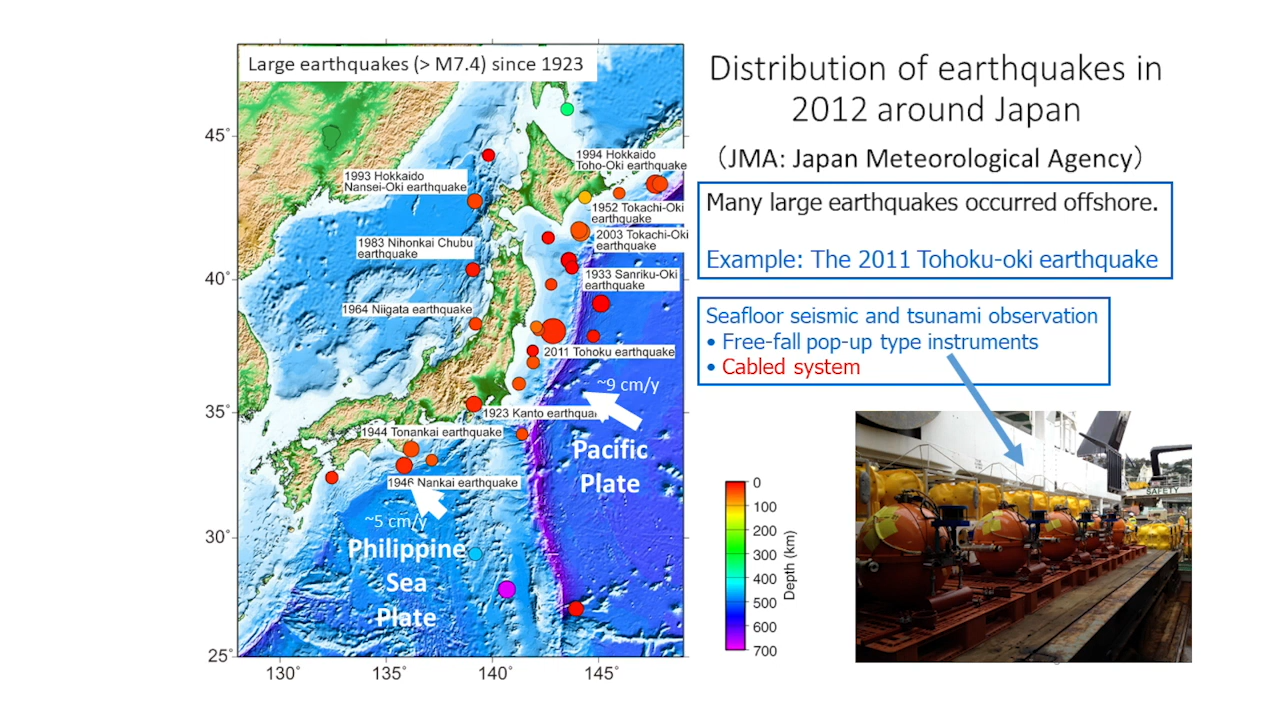 Large earthquakes (> M7.4) since 1923
Distribution of earthquakes in
2012 around Japan
（JMA: Japan Meteorological Agency）
Many large earthquakes occurred offshore.
Example: The 2011 Tohoku-oki earthquake
Seafloor seismic and tsunami observation
• Free-fall pop-up type instruments
• Cabled system
45°
40°
35°
30°
25°
130
135
140
145°
1994 Hokkaido
Toho-Oki earthquake
1993 Hokkaido
Nansei-Oki earthquake
1952 Tokachi-Oki
earthquake
2003 Tokachi-Oki
earthquake
1983 Nihonkai Chubu
earthquake
1933 Sanriku-Oki
earthquake
1964 Niigata earthquake
2011 Tohoku earthquake
~9 cm/y
1923 Kanto earthqua
1944 Tonankai earthquake
Pacific
Plate
1946 Nankai earthquake
~5 cm/y
Philippine
Sea
Plate
0
100
200
300
400
500
600
700
Depth (km)
SAFETY